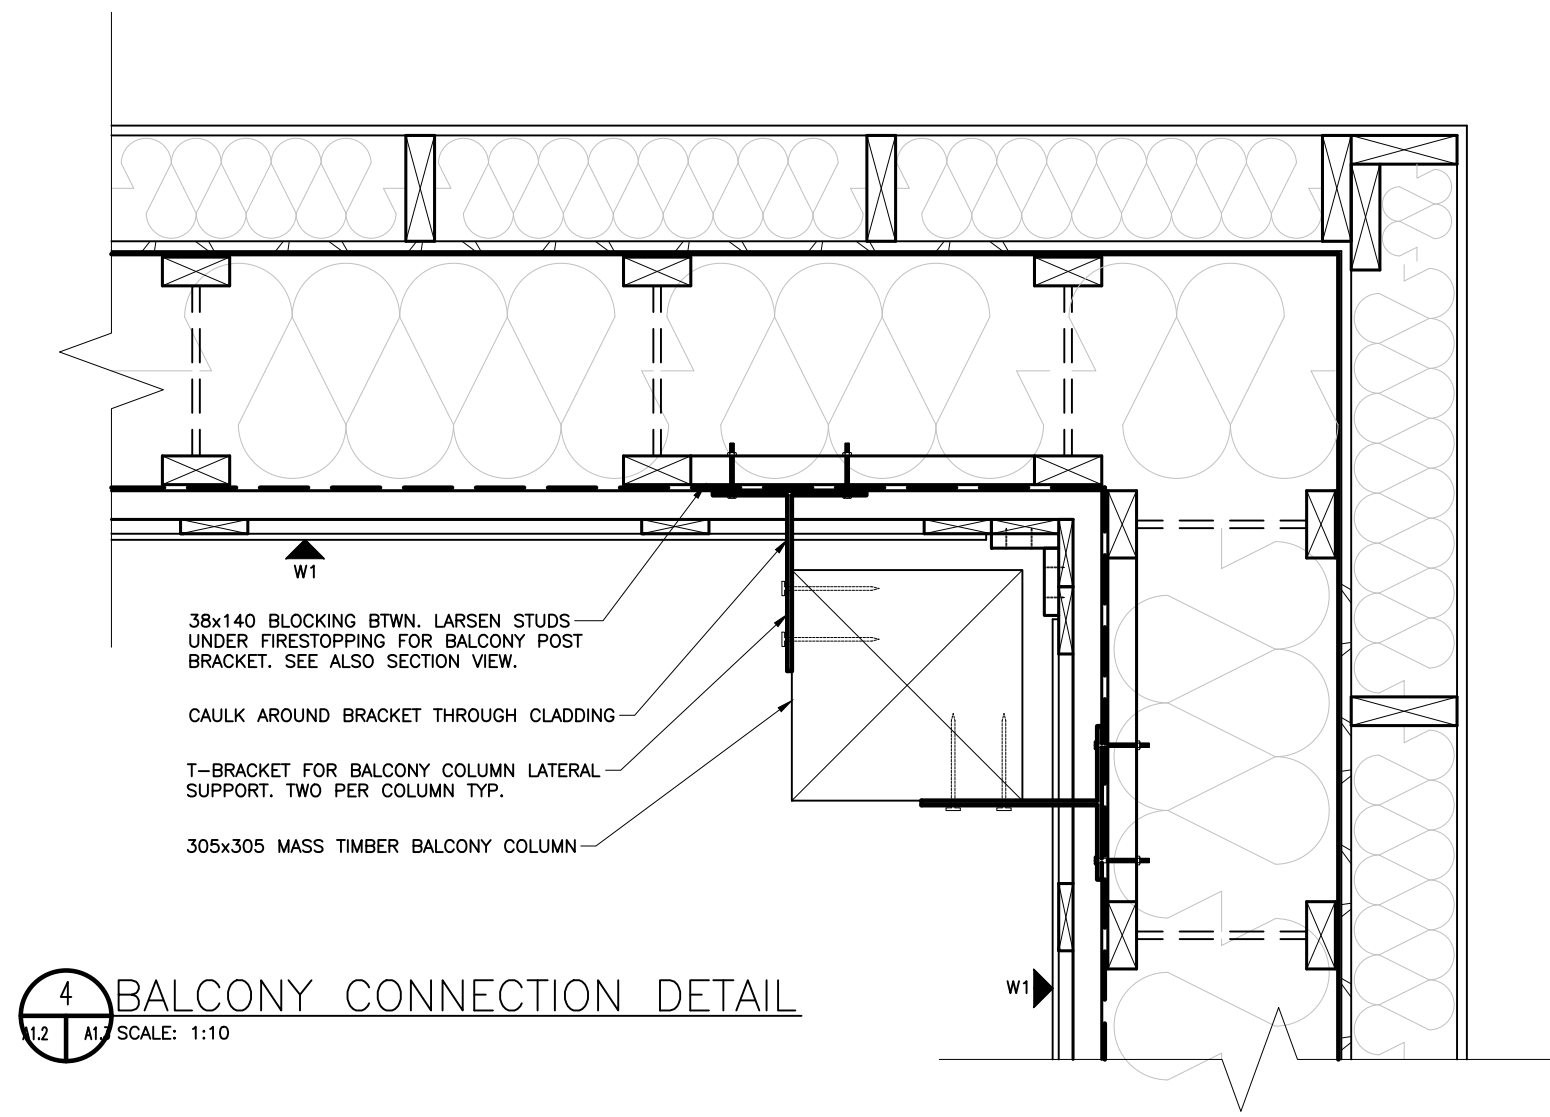 W1
38x140 BLOCKING BTWN. LARSEN STUDS
UNDER FIRESTOPPING FOR BALCONY POST
BRACKET. SEE ALSO SECTION VIEW.
CAULK AROUND BRACKET THROUGH CLADDING
T-BRACKET FOR BALCONY COLUMN LATERAL
SUPPORT. TWO PER COLUMN TYP.
305x305 MASS TIMBER BALCONY COLUMN
W1
4
BALCONY CONNECTION DETAIL
A1.2
SCALE: 1:10